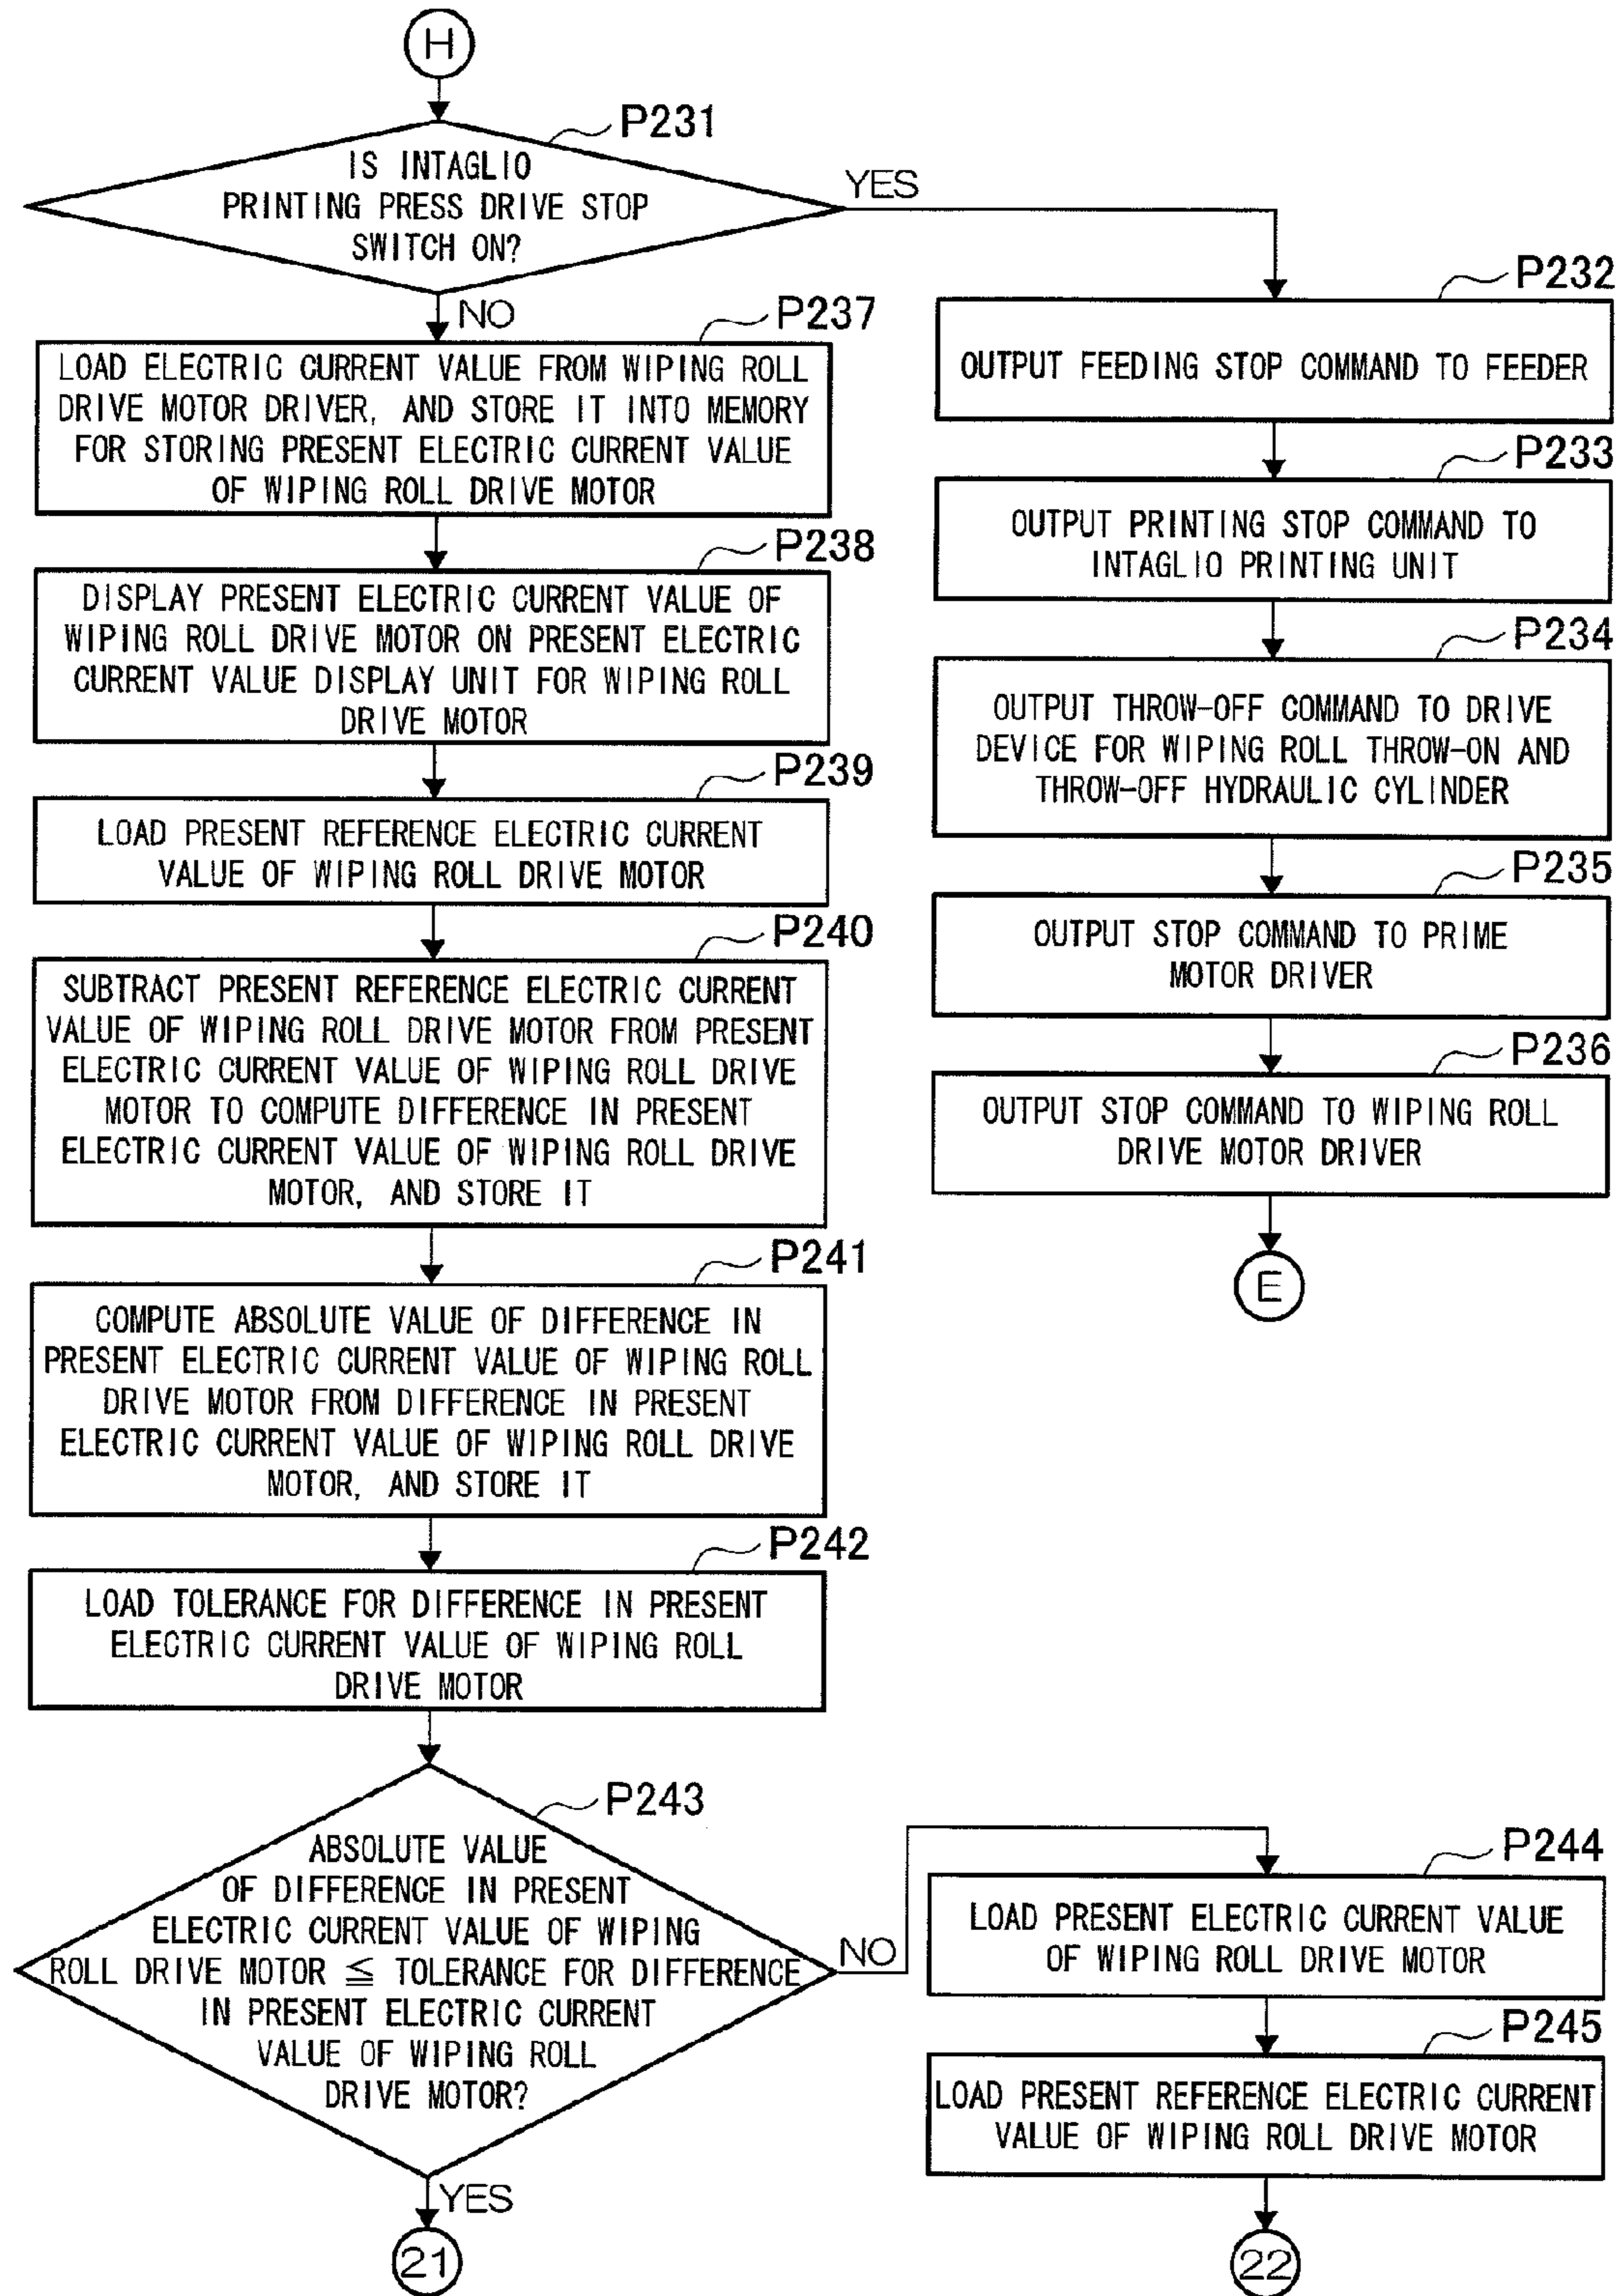 H
P231
IS INTAGLIO
PRINTING PRESS DRIVE STOP
SWITCH ON?
YES
NO
P232
OUTPUT FEEDING STOP COMMAND TO FEEDER
P233
OUTPUT PRINTING STOP COMMAND TO
INTAGLIO PRINTING UNIT
P234
OUTPUT THROW-OFF COMMAND TO DRIVE
DEVICE FOR WIPING ROLL THROW-ON AND
THROW-OFF HYDRAULIC CYLINDER
P235
OUTPUT STOP COMMAND TO PRIME
MOTOR DRIVER
P236
OUTPUT STOP COMMAND TO WIPING ROLL
DRIVE MOTOR DRIVER
E
P237
LOAD ELECTRIC CURRENT VALUE FROM WIPING ROLL
DRIVE MOTOR DRIVER, AND STORE IT INTO MEMORY
FOR STORING PRESENT ELECTRIC CURRENT VALUE
OF WIPING ROLL DRIVE MOTOR
P238
DISPLAY PRESENT ELECTRIC CURRENT VALUE OF
WIPING ROLL DRIVE MOTOR ON PRESENT ELECTRIC
CURRENT VALUE DISPLAY UNIT FOR WIPING ROLL
DRIVE MOTOR
P239
LOAD PRESENT REFERENCE ELECTRIC CURRENT
VALUE OF WIPING ROLL DRIVE MOTOR
P240
SUBTRACT PRESENT REFERENCE ELECTRIC CURRENT
VALUE OF WIPING ROLL DRIVE MOTOR FROM PRESENT
ELECTRIC CURRENT VALUE OF WIPING ROLL DRIVE
MOTOR TO COMPUTE DIFFERENCE IN PRESENT
ELECTRIC CURRENT VALUE OF WIPING ROLL DRIVE
MOTOR, AND STORE IT
P241
COMPUTE ABSOLUTE VALUE OF DIFFERENCE IN
PRESENT ELECTRIC CURRENT VALUE OF WIPING ROLL
DRIVE MOTOR FROM DIFFERENCE IN PRESENT
ELECTRIC CURRENT VALUE OF WIPING ROLL DRIVE
MOTOR, AND STORE IT
P242
LOAD TOLERANCE FOR DIFFERENCE IN PRESENT
ELECTRIC CURRENT VALUE OF WIPING ROLL
DRIVE MOTOR
P243
ABSOLUTE VALUE
OF DIFFERENCE IN PRESENT
ELECTRIC CURRENT VALUE OF WIPING
ROLL DRIVE MOTOR ≦ TOLERANCE FOR DIFFERENCE
IN PRESENT ELECTRIC CURRENT
VALUE OF WIPING ROLL
DRIVE MOTOR?
NO
YES
21
P244
LOAD PRESENT ELECTRIC CURRENT VALUE
OF WIPING ROLL DRIVE MOTOR
P245
LOAD PRESENT REFERENCE ELECTRIC CURRENT
VALUE OF WIPING ROLL DRIVE MOTOR
22